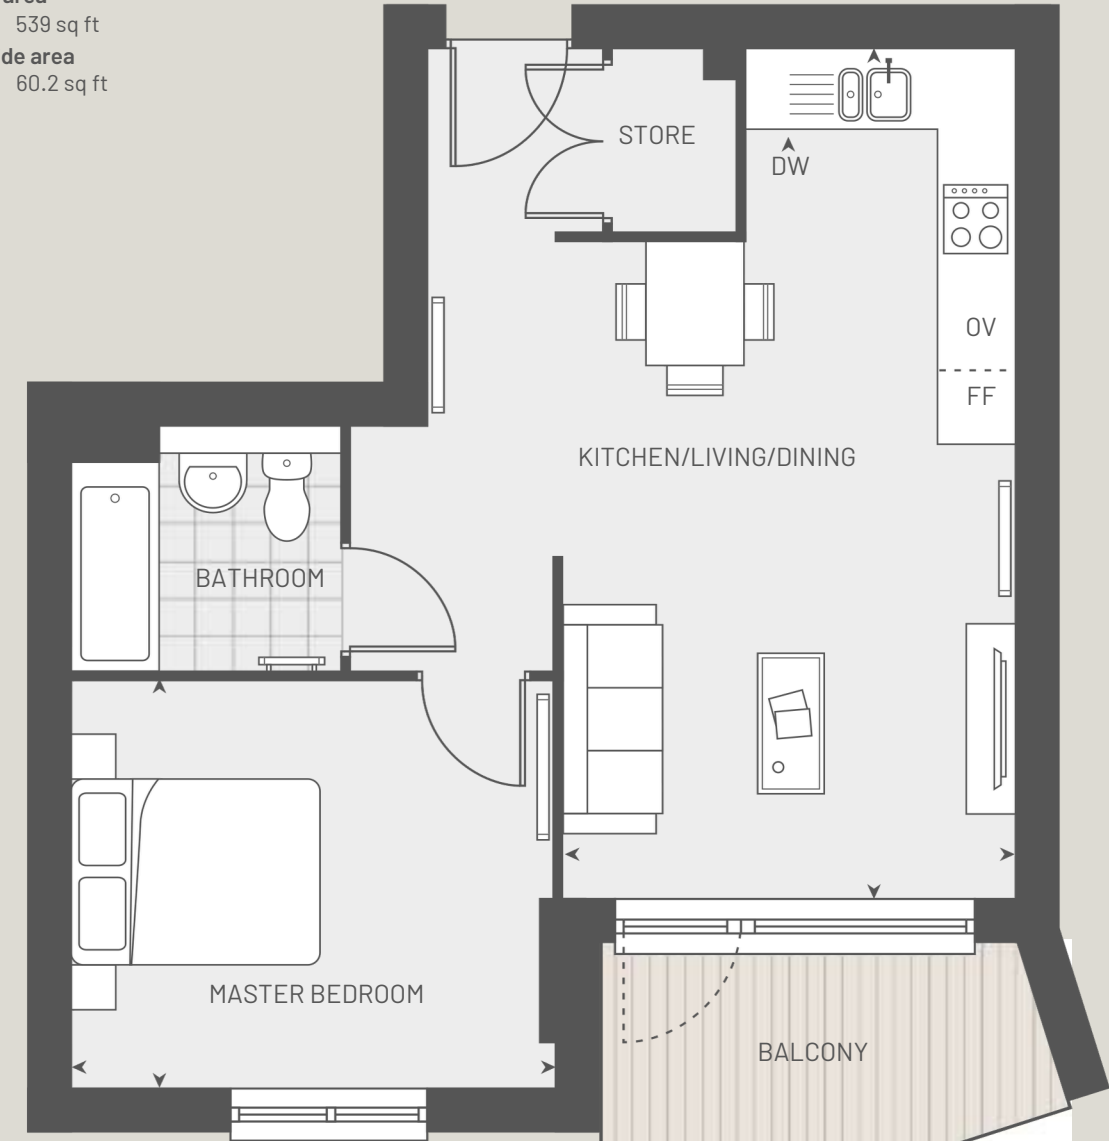 area
539 sq ft
de area
60.2 sq ft
STORE
DW
OV
FF
KITCHEN/LIVING/DINING
BATHROOM
MASTER BEDROOM
BALCONY